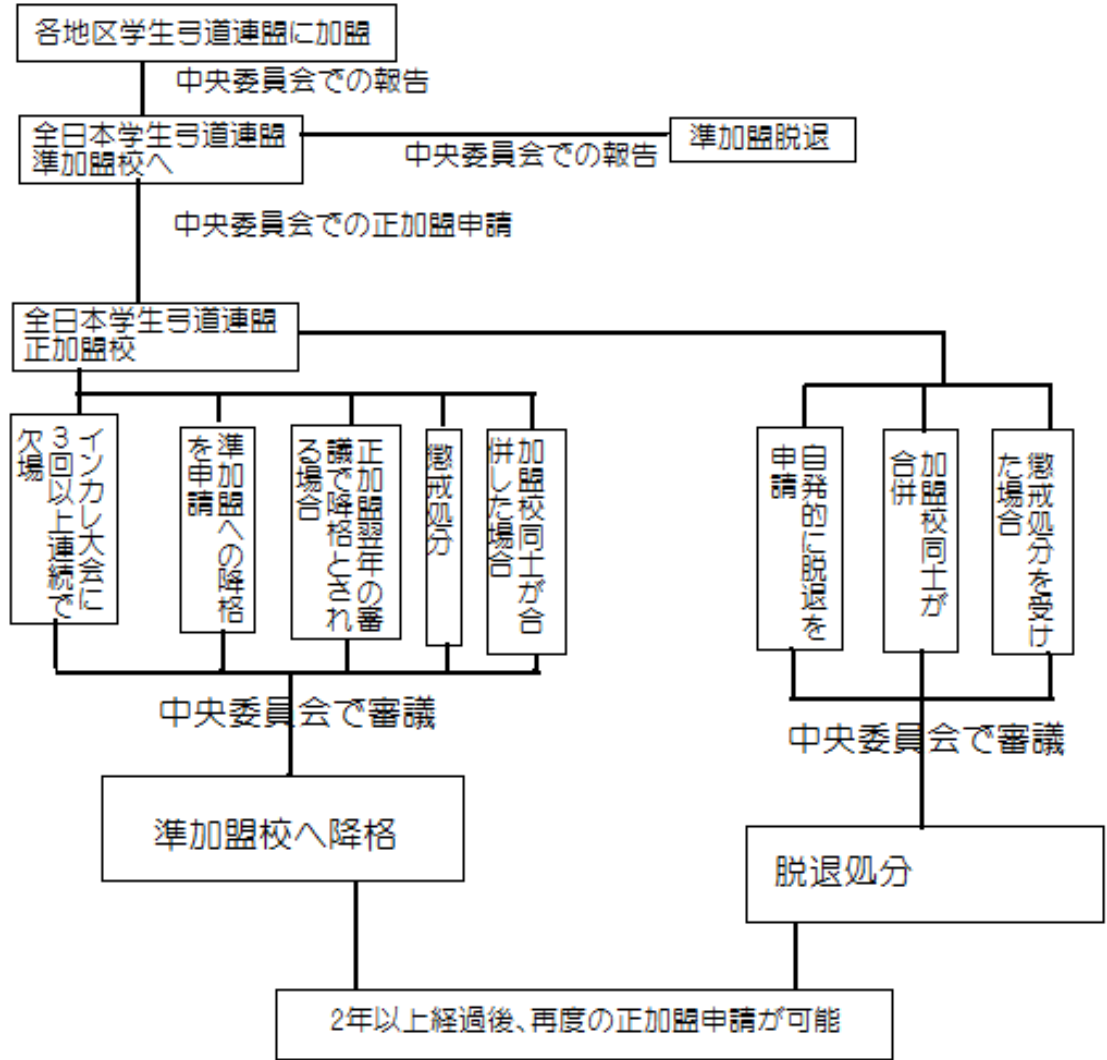 各地区学生弓道連盟に加盟
中央委員会での報告
全日本学生弓道連盟
準加盟校へ
中央委員会での報告
準加盟脱退
中央委員会での正加盟申請
全日本学生弓道連盟
正加盟校
インカレ大会に
3回以上連続で
欠場
準加盟への降格
を申請
正加盟翌年の審
議で降格とされ
る場合
懲戒処分
加盟校同士が合
併した場合
自発的に脱退を
申請
加盟校同士が
合併
懲戒処分を受け
た場合
中央委員会で審議
中央委員会で審議
準加盟校へ降格
脱退処分
2年以上経過後、再度の正加盟申請が可能